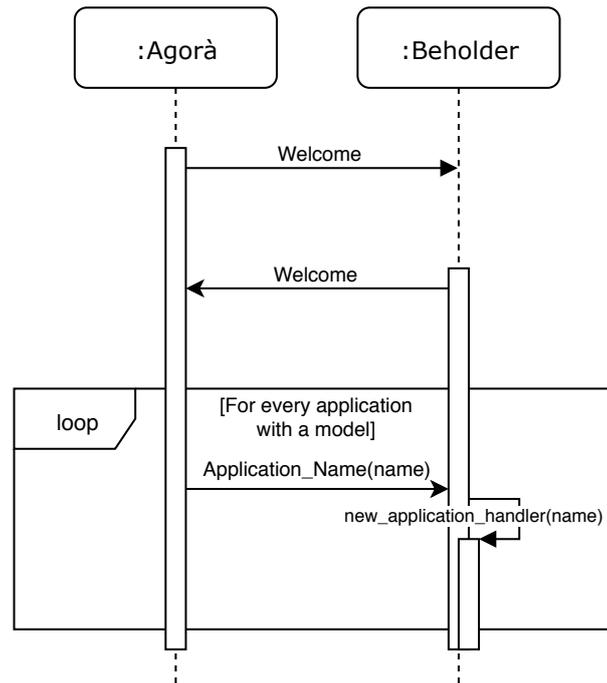 :Agorà
:Beholder
Welcome
Welcome
loop
[For every application
with a model]
Application_Name(name)
new_application_handler(name)